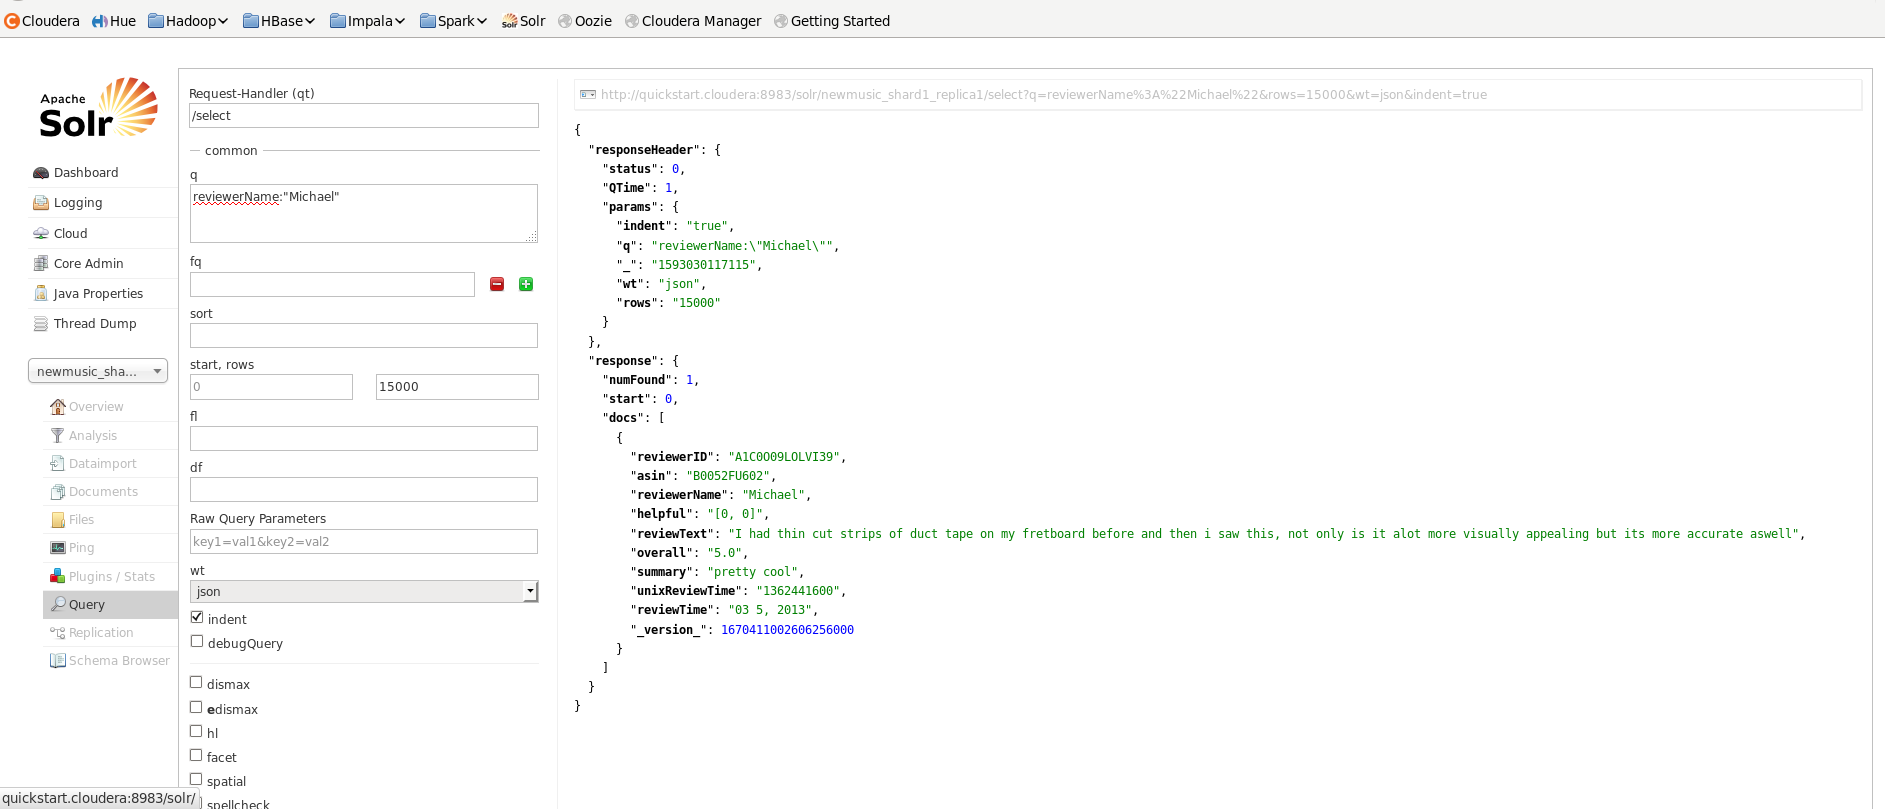 Cloudera Hue Hadoop HBase Impala Spark Solr Oozie Cloudera Manager Getting Started
Apache
Solr
Dashboard
Logging
Cloud
Core Admin
Java Properties
Thread Dump
newmusic_sha...
Overview
Analysis
Dataimport
Documents
Files
Ping
Plugins / Stats
Query
Replication
Schema Browser
Request-Handler (qt)
/select
common
q
reviewerName:"Michael"
fq
sort
start, rows
0 15000
fl
df
Raw Query Parameters
key1=val1&key2=val2
wt
json
indent
debugQuery
dismax
edismax
hl
facet
spatial
spellcheck
http://quickstart.cloudera:8983/solr/newmusic_shard1_replica1/select?q=reviewerName%3A%22Michael%22&rows=15000&wt=json&indent=true
{
"responseHeader": {
"status": 0,
"QTime": 1,
"params": {
"indent": "true",
"q": "reviewerName:\"Michael\"",
"_": "1593030117115",
"wt": "json",
"rows": "15000"
}
},
"response": {
"numFound": 1,
"start": 0,
"docs": [
{
"reviewerID": "A1C0O09LOLVI39",
"asin": "B0052FU602",
"reviewerName": "Michael",
"helpful": "[0, 0]",
"reviewText": "I had thin cut strips of duct tape on my fretboard before and then i saw this, not only is it alot more visually appealing but its more accurate aswell",
"overall": "5.0",
"summary": "pretty cool",
"unixReviewTime": "1362441600",
"reviewTime": "03 5, 2013",
"_version_": 1670411002606256000
}
]
}
}
quickstart.cloudera:8983/solr/